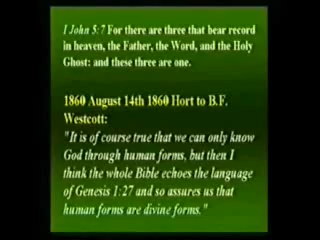 1 John 5:7 For there are three that bear record
in heaven, the Father, the Word, and the Holy
Ghost: and these three are one.
1860 August 14th 1860 Hort to B.F.
Westcott:
"It is of course true that we can only know
God through human forms, but then I
think the whole Bible echoes the language
of Genesis 1:27 and so assures us that
human forms are divine forms."